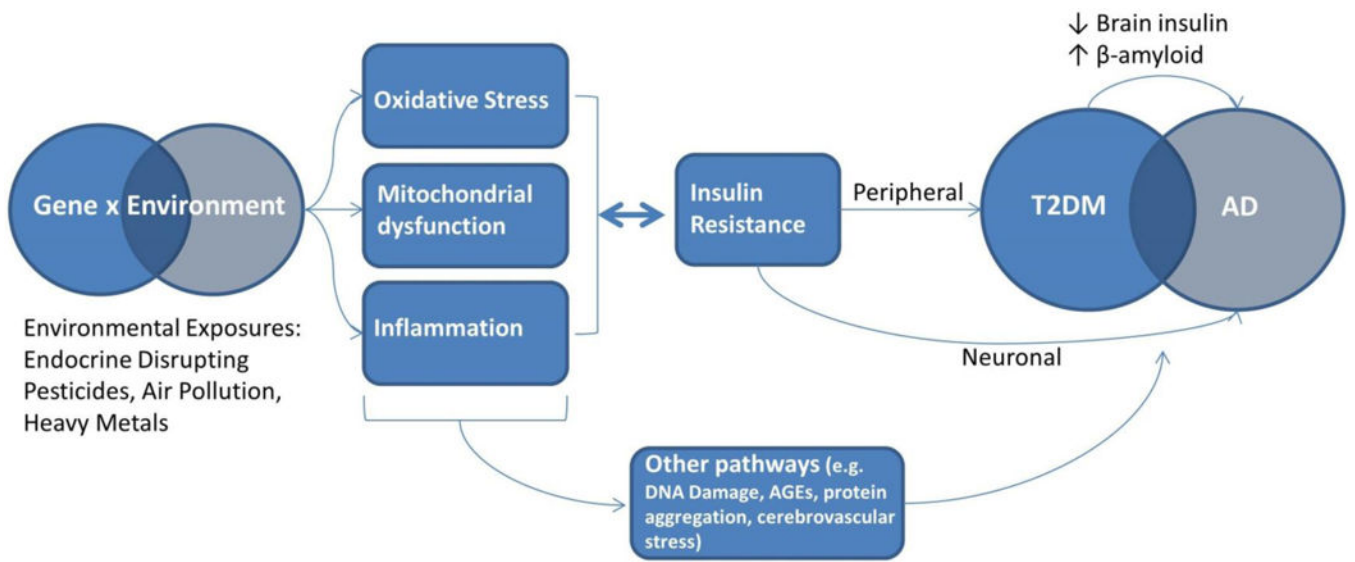 Gene x Environment
Environmental Exposures:
Endocrine Disrupting
Pesticides, Air Pollution,
Heavy Metals
Oxidative Stress
Mitochondrial
dysfunction
Inflammation
Insulin
Resistance
Peripheral
Neuronal
↓ Brain insulin
↑ β-amyloid
T2DM
AD
Other pathways (e.g.
DNA Damage, AGEs, protein
aggregation, cerebrovascular
stress)